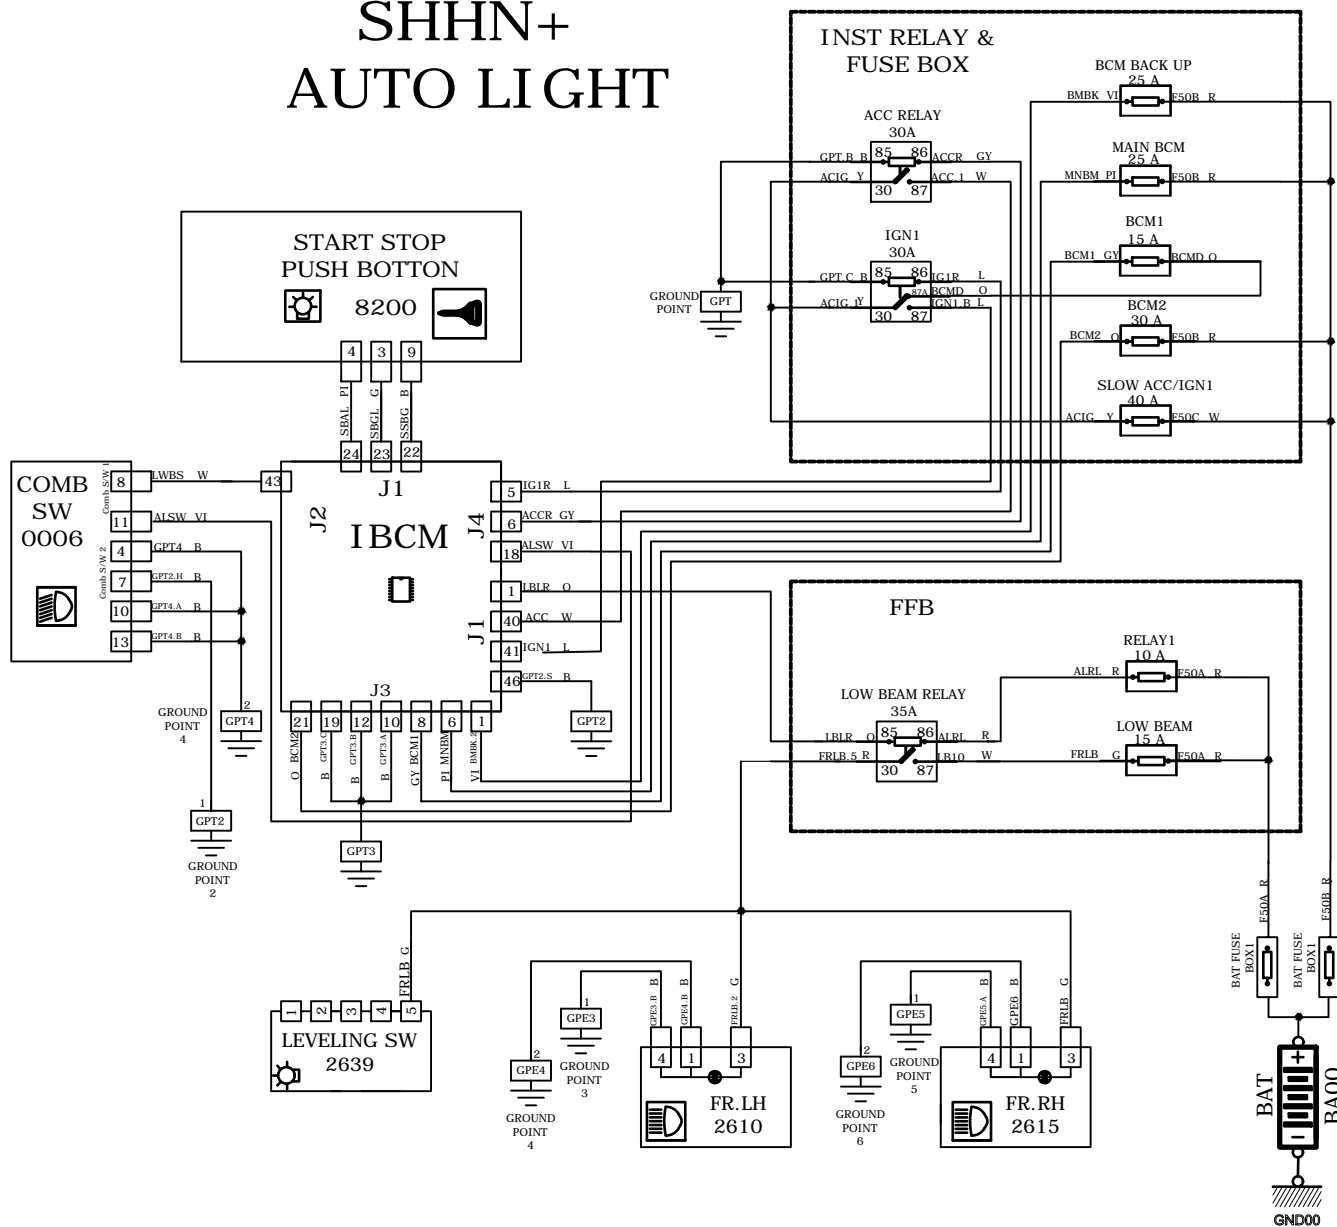 SHHN+
AUTO LIGHT
INST RELAY &
FUSE BOX
BCM BACK UP
25 A
BMBK VI
F50B R
ACC RELAY
30A
GPT.B B
85 86
ACCR GY
ACIG Y
30 87
ACC.1 W
MAIN BCM
25 A
MNBM PI
F50B R
BCM1
15 A
BCM1 GY
BCMD O
IGN1
30A
GPT.C B
85 86
IG1R L
87A
BCMD O
ACIG.1 Y
30 87
IGN1.B L
GROUND
POINT
GPT
BCM2
30 A
BCM2 O
F50B R
SLOW ACC/IGN1
40 A
ACIG Y
F50C W
START STOP
PUSH BOTTON
8200
4 3 9
SBAL PI
SBGL G
SSBG B
24 23 22
COMB
SW
0006
Comb S/W 1
Comb S/W 2
8
LWBS W
43
11
ALSW VI
4
GPT4 B
7
GPT2.H B
10
GPT4.A B
13
GPT4.B B
J1
J2
IBCM
J4
J1
J3
5
IG1R L
6
ACCR GY
18
ALSW VI
1
LBLR O
40
ACC W
41
IGN1 L
46
GPT2.S B
21 19 12 10 8 6 1
O BCM2
B GPT3.C
B GPT3.B
B GPT3.A
GY BCM1
PI MNBM
VI BMBK.2
GPT2
GROUND
POINT
4
2
GPT4
1
GPT2
GROUND
POINT
2
GPT3
FFB
RELAY1
10 A
ALRL R
F50A R
LOW BEAM RELAY
35A
LBLR O
85 86
ALRL R
FRLB.5 R
30 87
LB10 W
LOW BEAM
15 A
FRLB G
F50A R
F50A R
F50B R
BAT FUSE
BOX1
BAT FUSE
BOX1
FRLB G
1 2 3 4 5
LEVELING SW
2639
1
GPE3
GROUND
POINT
3
2
GPE4
GROUND
POINT
4
GPE3.B B
GPE4.B B
FRLB.2 G
4 1 3
FR.LH
2610
1
GPE5
GROUND
POINT
5
2
GPE6
GROUND
POINT
6
GPE5.A B
GPE6 B
FRLB G
4 1 3
FR.RH
2615
BAT
+
−
BA00
GND00